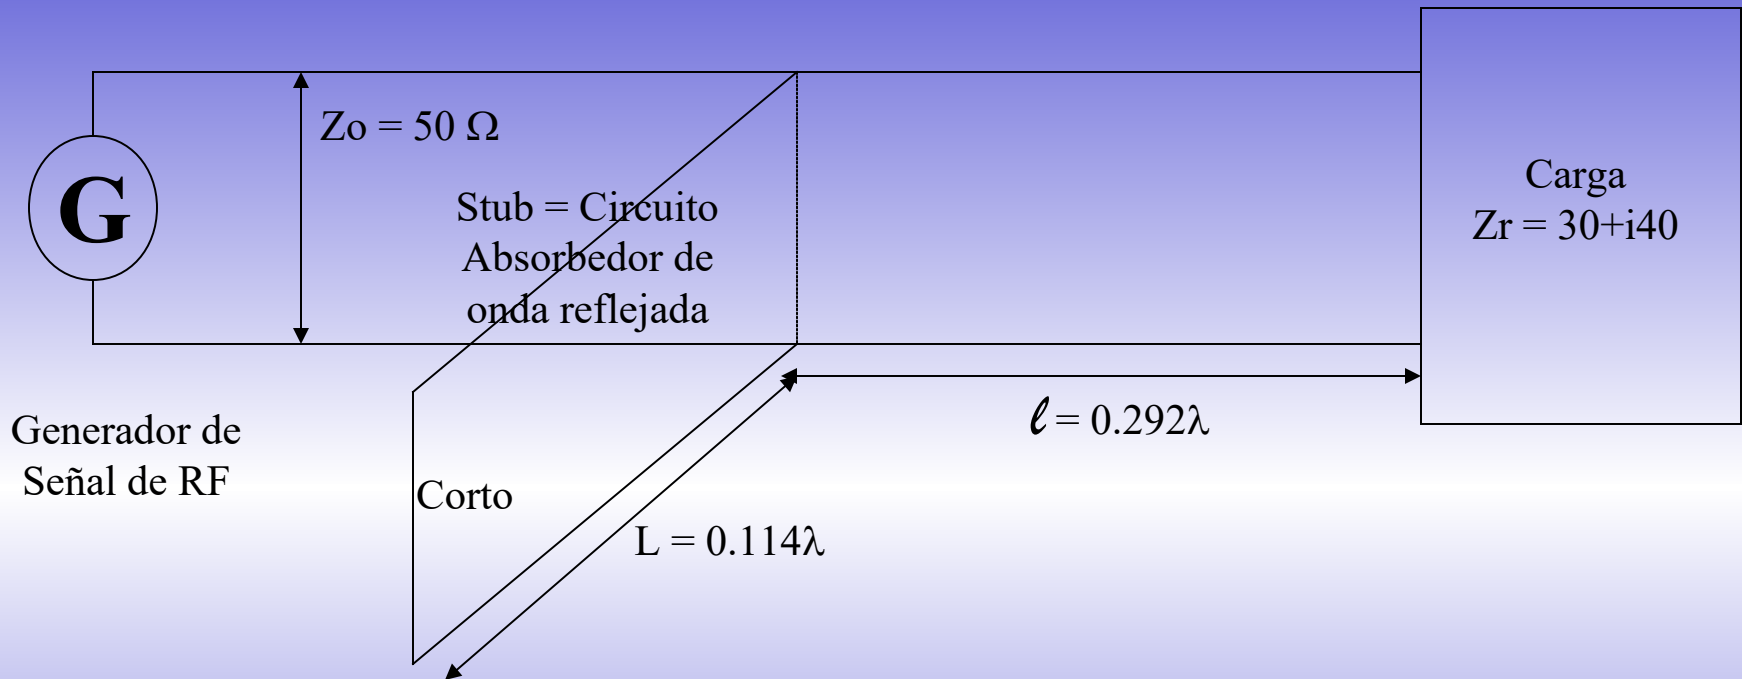 Zo = 50 Ω
G
Stub = Circuito
Absorbedor de
onda reflejada
Carga
Zr = 30+i40
ℓ = 0.292λ
Generador de
Señal de RF
Corto
L = 0.114λ